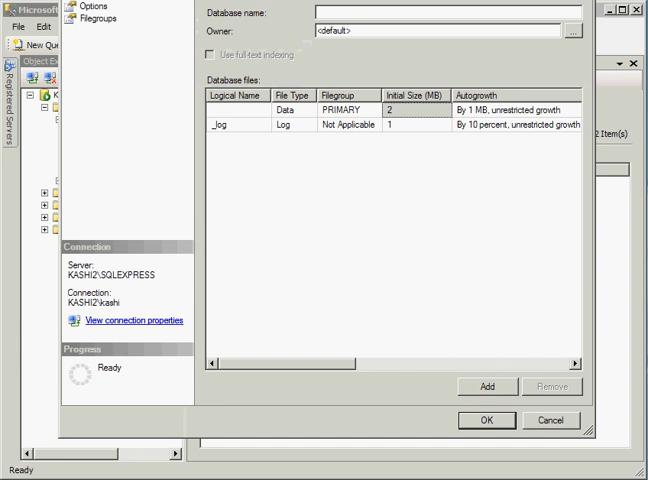 Microsof
File Edit
New Que
Object Ex
Registered Servers
K
Options
Filegroups
Database name:
Owner: <default> ...
Use full-text indexing
Database files:
Logical Name File Type Filegroup Initial Size (MB) Autogrowth
Data PRIMARY 2 By 1 MB, unrestricted growth
_log Log Not Applicable 1 By 10 percent, unrestricted growth
2 Item(s)
Connection
Server:
KASHI2\SQLEXPRESS
Connection:
KASHI2\kashi
View connection properties
Progress
Ready
Add Remove
OK Cancel
Ready